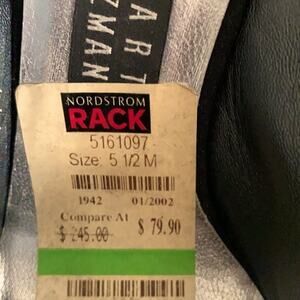 ART
ZMAN
NORDSTROM
RACK
5161097
Size: 5 1/2 M
1942 01/2002
Compare At
$ 245.00 $ 79.90